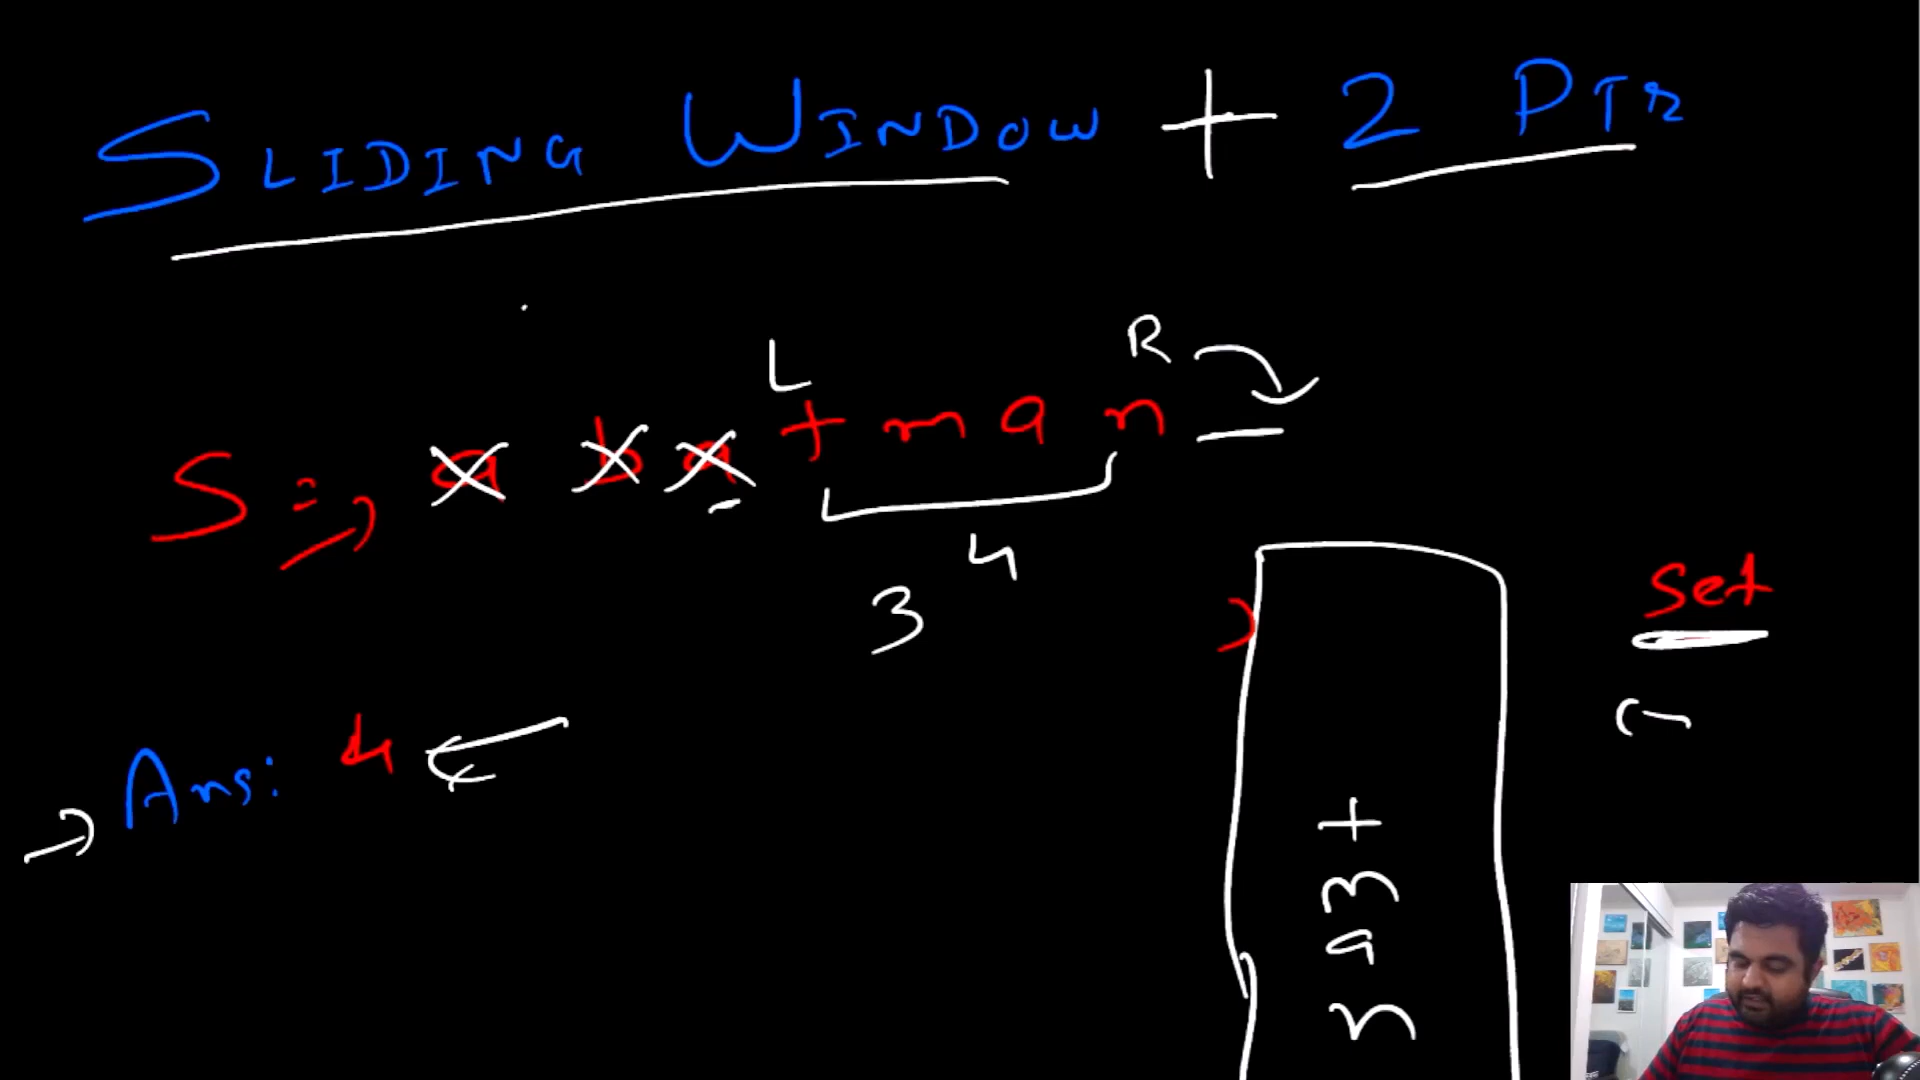 SLIDING WINDOW + 2 PTR
L R
S => a b a t m a n
4
3
set
Ans: 4
t
m
a
n